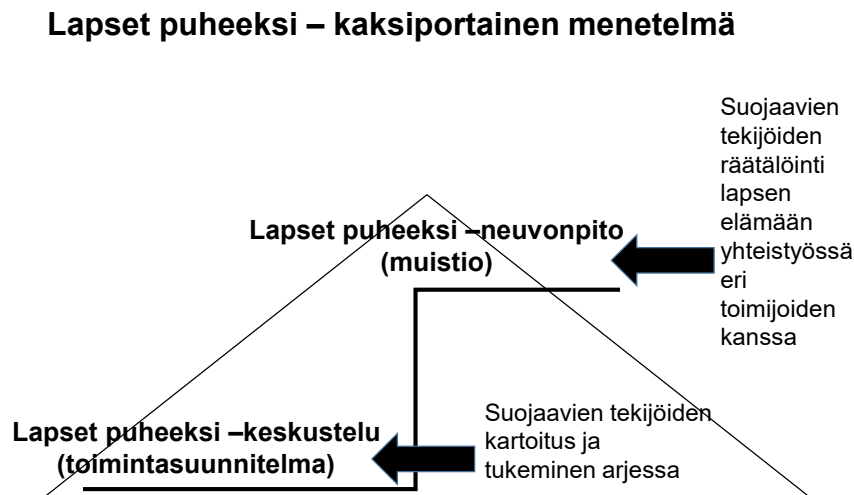 Lapset puheeksi – kaksiportainen menetelmä
Suojaavien
tekijöiden
räätälöinti
lapsen
elämään
yhteistyössä
eri
toimijoiden
kanssa
Lapset puheeksi –neuvonpito
(muistio)
Lapset puheeksi –keskustelu
(toimintasuunnitelma)
Suojaavien tekijöiden
kartoitus ja
tukeminen arjessa